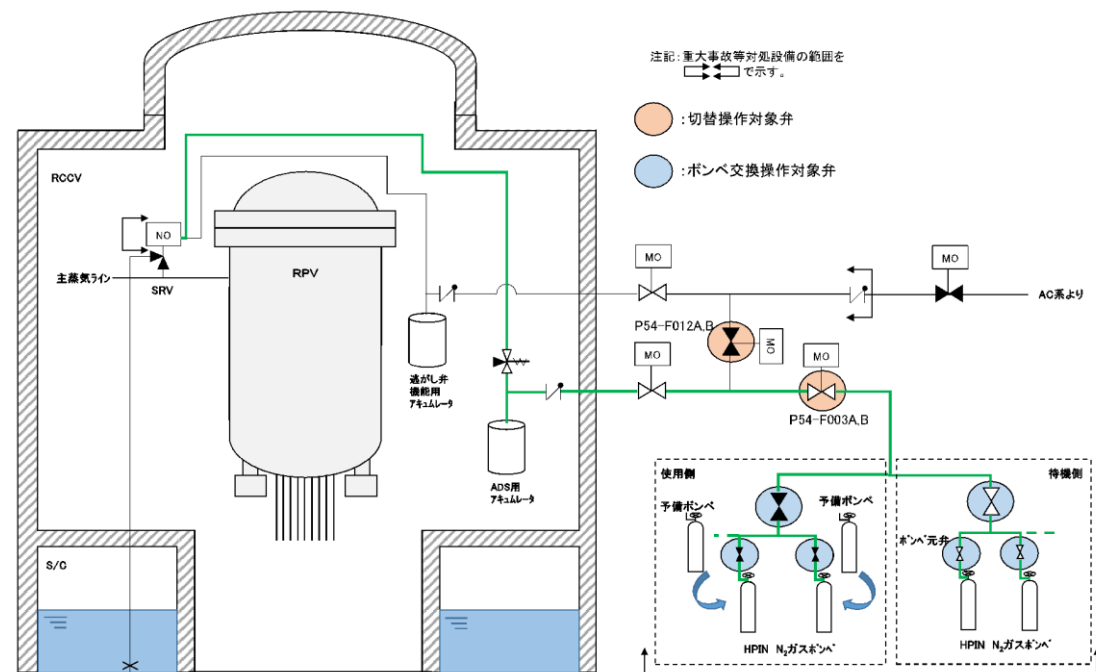 注記:重大事故等対処設備の範囲を
で示す。
:切替操作対象弁
:ボンベ交換操作対象弁
RCCV
NO
主蒸気ライン
SRV
RPV
MO
MO
AC系より
P54-F012A,B
MO
MO
MO
P54-F003A,B
逃がし弁
機能用
アキュムレータ
ADS用
アキュムレータ
使用側
待機側
予備ボンベ
予備ボンベ
ボンベ元弁
S/C
HPIN N₂ガスボンベ
HPIN N₂ガスボンベ